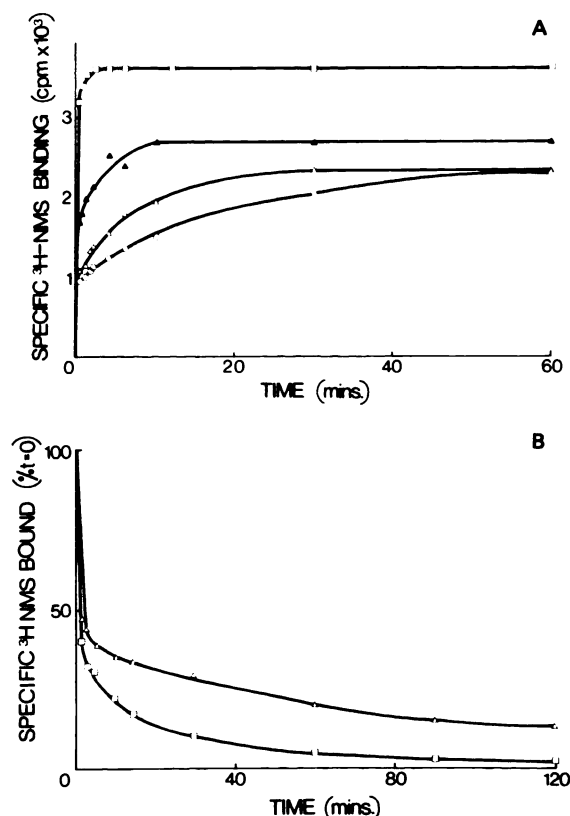 A
SPECIFIC ³H-NMS BINDING (cpm x10³)
3
2
1
0
20
40
60
TIME (mins.)
B
SPECIFIC ³H NMS BOUND (%t=0)
100
50
0
40
80
120
TIME (mins.)